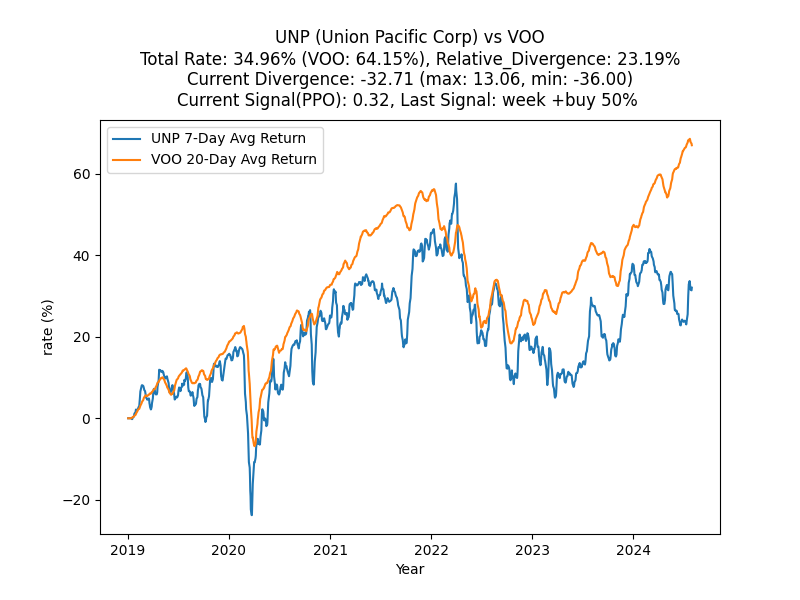 UNP (Union Pacific Corp) vs VOO
Total Rate: 34.96% (VOO: 64.15%), Relative_Divergence: 23.19%
Current Divergence: -32.71 (max: 13.06, min: -36.00)
Current Signal(PPO): 0.32, Last Signal: week +buy 50%
UNP 7-Day Avg Return
VOO 20-Day Avg Return
rate (%)
60
40
20
0
−20
2019
2020
2021
2022
2023
2024
Year